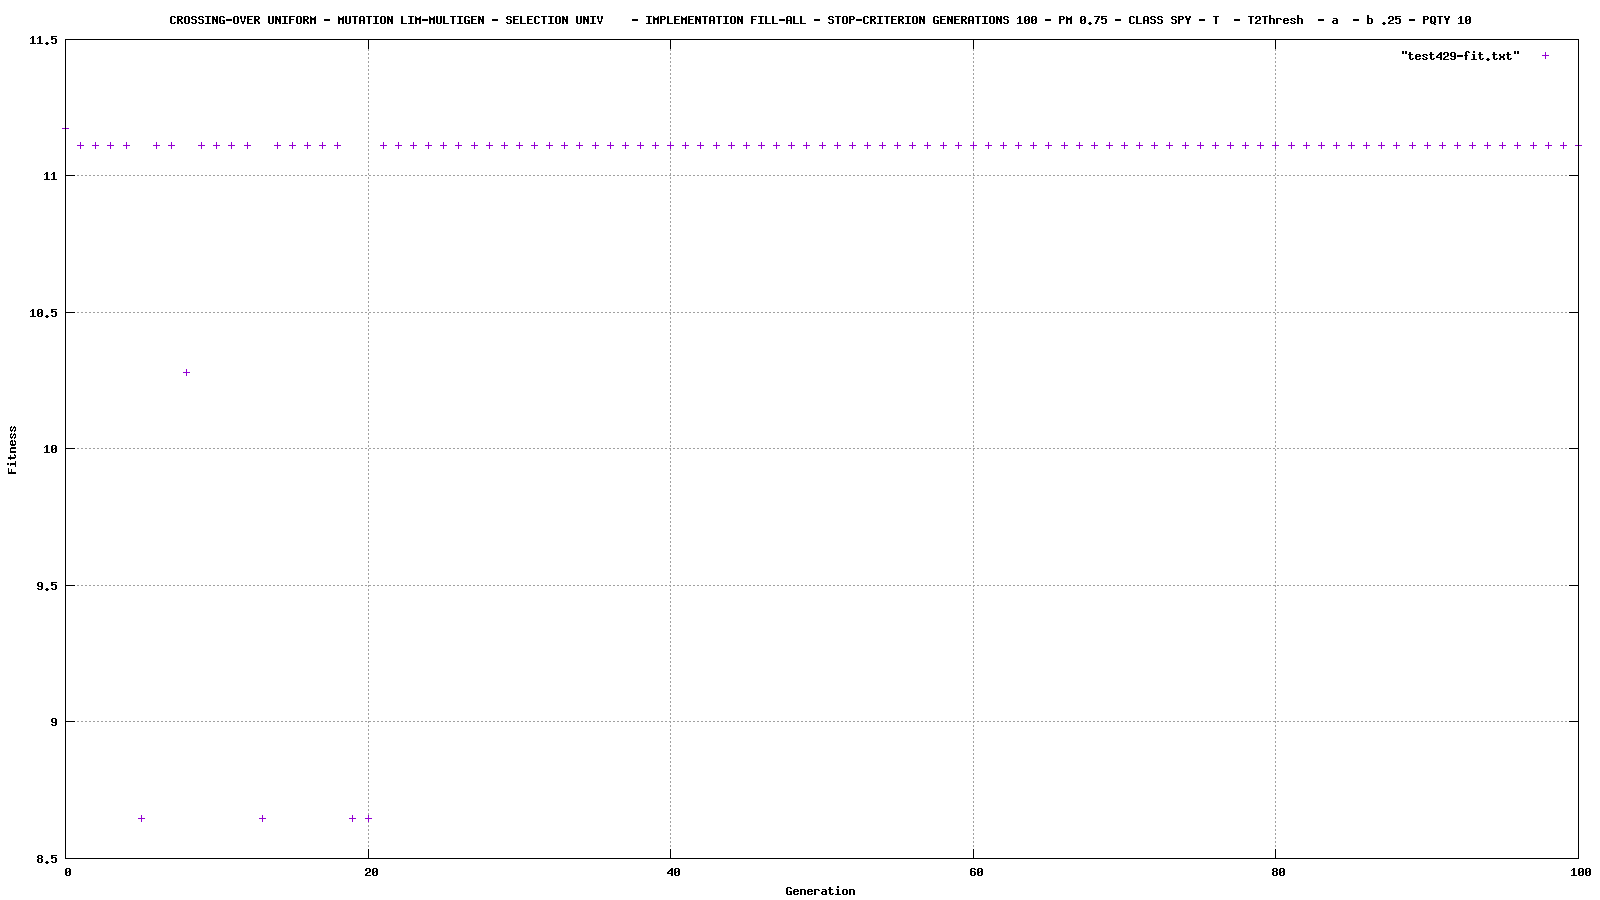 CROSSING-OVER UNIFORM - MUTATION LIM-MULTIGEN - SELECTION UNIV    - IMPLEMENTATION FILL-ALL - STOP-CRITERION GENERATIONS 100 - PM 0.75 - CLASS SPY - T  - T2Thresh  - a  - b .25 - PQTY 10
"test429-fit.txt"
11.5
11
10.5
10
9.5
9
8.5
Fitness
0 20 40 60 80 100
Generation